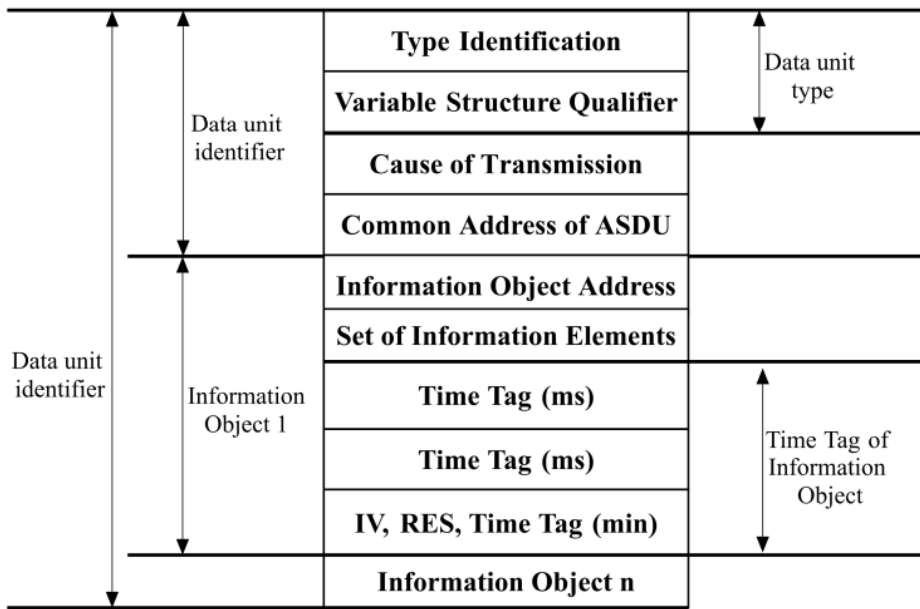 Type Identification
Data unit
type
Variable Structure Qualifier
Data unit
identifier
Cause of Transmission
Common Address of ASDU
Information Object Address
Set of Information Elements
Data unit
identifier
Information
Object 1
Time Tag (ms)
Time Tag (ms)
Time Tag of
Information
Object
IV, RES, Time Tag (min)
Information Object n